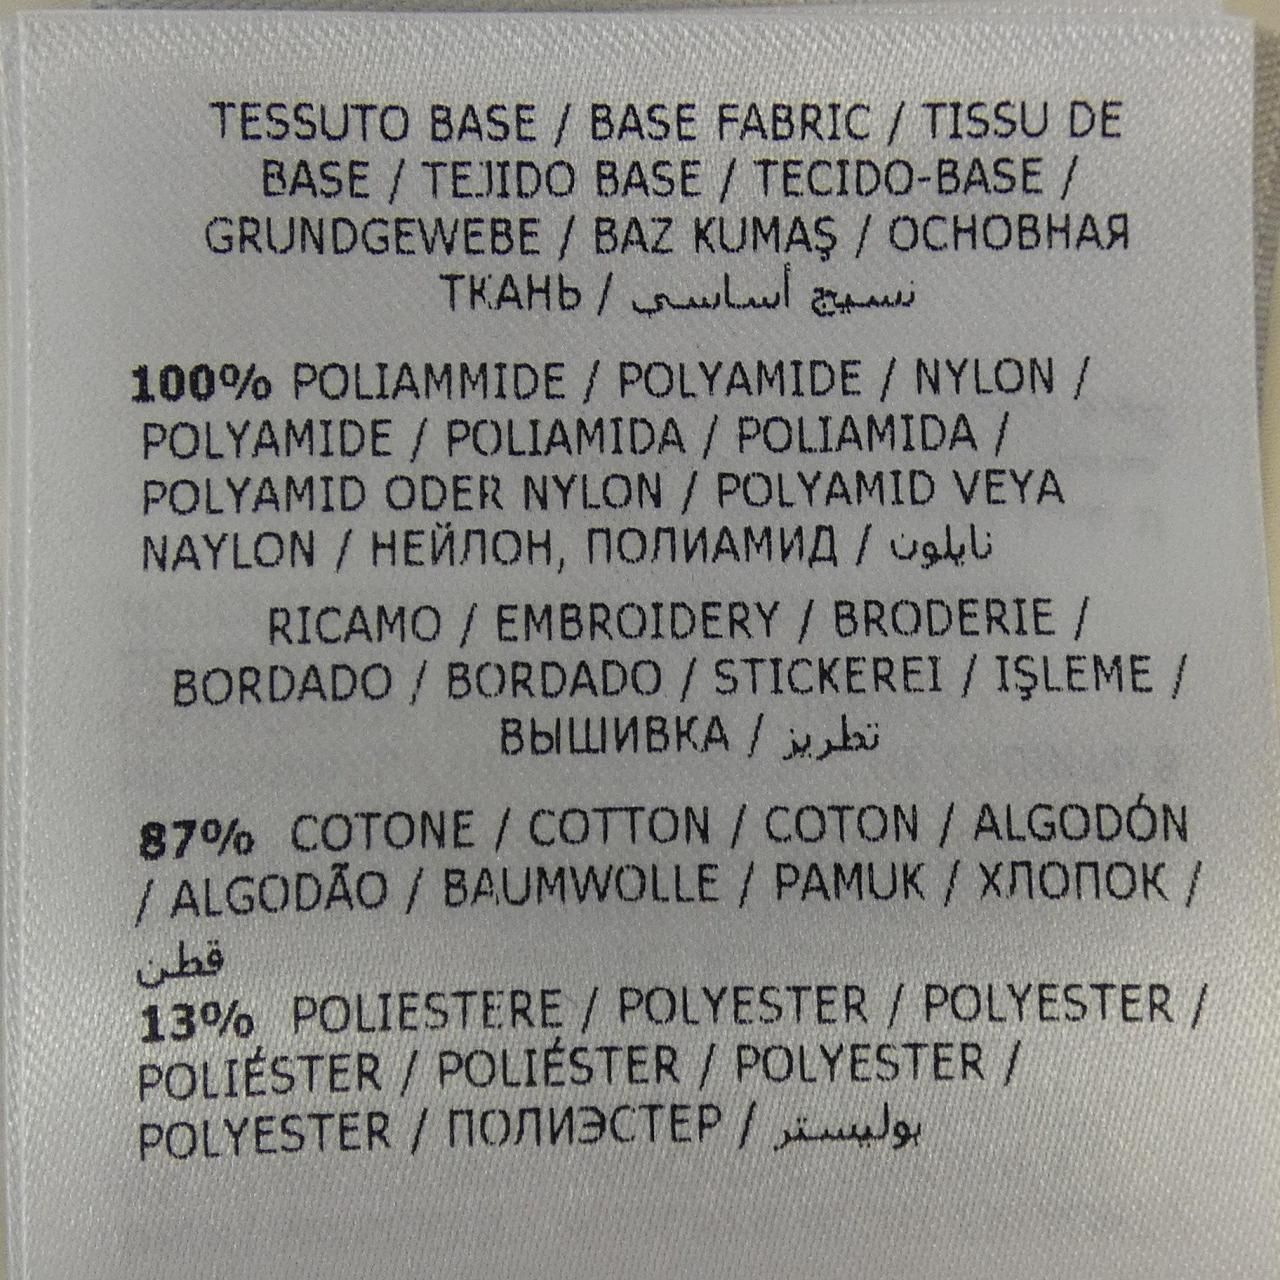 TESSUTO BASE / BASE FABRIC / TISSU DE
BASE / TEJIDO BASE / TECIDO-BASE /
GRUNDGEWEBE / BAZ KUMAŞ / ОСНОВНАЯ
ТКАНЬ / نسيج أساسي
100% POLIAMMIDE / POLYAMIDE / NYLON /
POLYAMIDE / POLIAMIDA / POLIAMIDA /
POLYAMID ODER NYLON / POLYAMID VEYA
NAYLON / НЕЙЛОН, ПОЛИАМИД / نايلون
RICAMO / EMBROIDERY / BRODERIE /
BORDADO / BORDADO / STICKEREI / IŞLEME /
ВЫШИВКА / تطريز
87% COTONE / COTTON / COTON / ALGODÓN
/ ALGODÃO / BAUMWOLLE / PAMUK / ХЛОПОК /
قطن
13% POLIESTERE / POLYESTER / POLYESTER /
POLIÉSTER / POLIÉSTER / POLYESTER /
POLYESTER / ПОЛИЭСТЕР / بوليستر